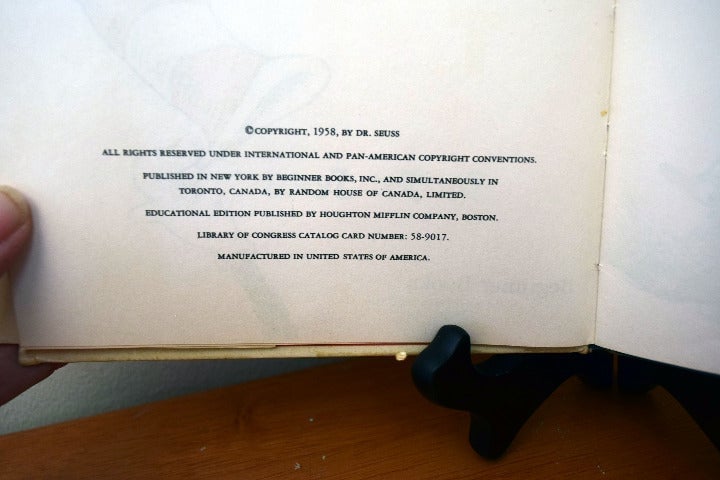 ©COPYRIGHT, 1958, BY DR. SEUSS
ALL RIGHTS RESERVED UNDER INTERNATIONAL AND PAN-AMERICAN COPYRIGHT CONVENTIONS.
PUBLISHED IN NEW YORK BY BEGINNER BOOKS, INC., AND SIMULTANEOUSLY IN
TORONTO, CANADA, BY RANDOM HOUSE OF CANADA, LIMITED.
EDUCATIONAL EDITION PUBLISHED BY HOUGHTON MIFFLIN COMPANY, BOSTON.
LIBRARY OF CONGRESS CATALOG CARD NUMBER: 58-9017.
MANUFACTURED IN UNITED STATES OF AMERICA.